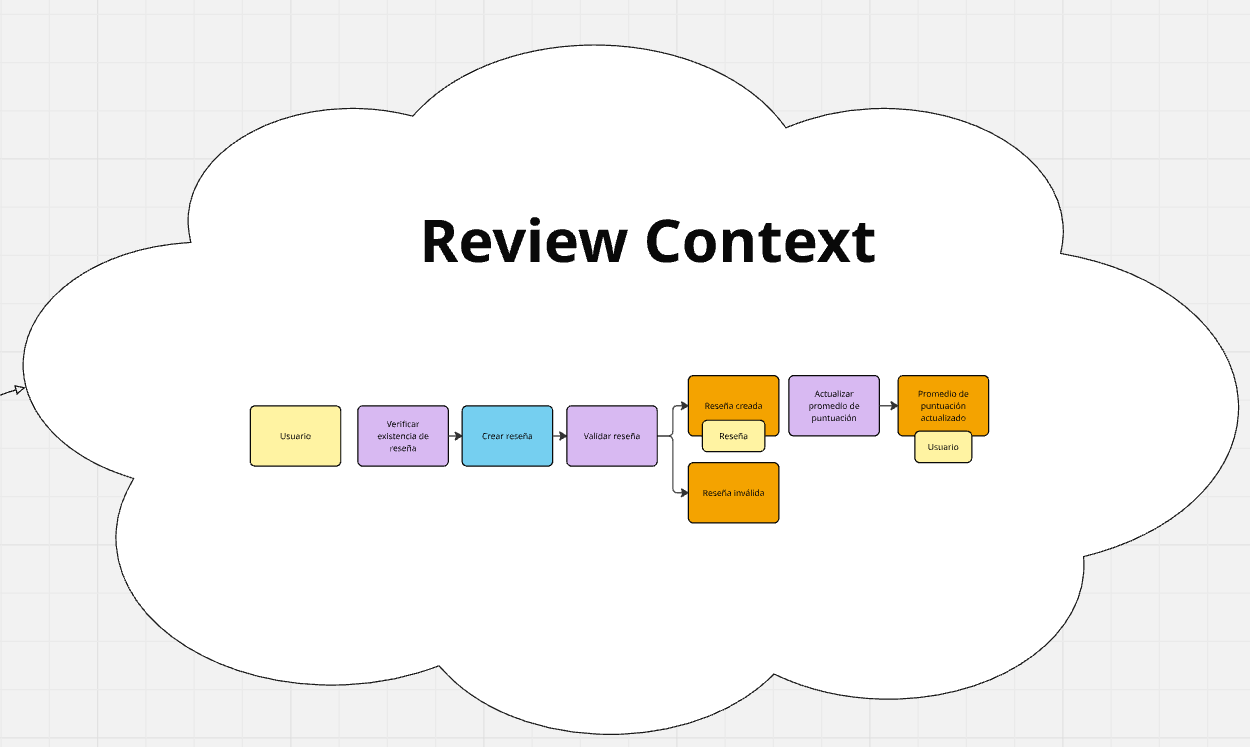 Review Context
Usuario
Verificar
existencia de
reseña
Crear reseña
Validar reseña
Reseña creada
Reseña
Reseña inválida
Actualizar
promedio de
puntuación
Promedio de
puntuación
actualizado
Usuario